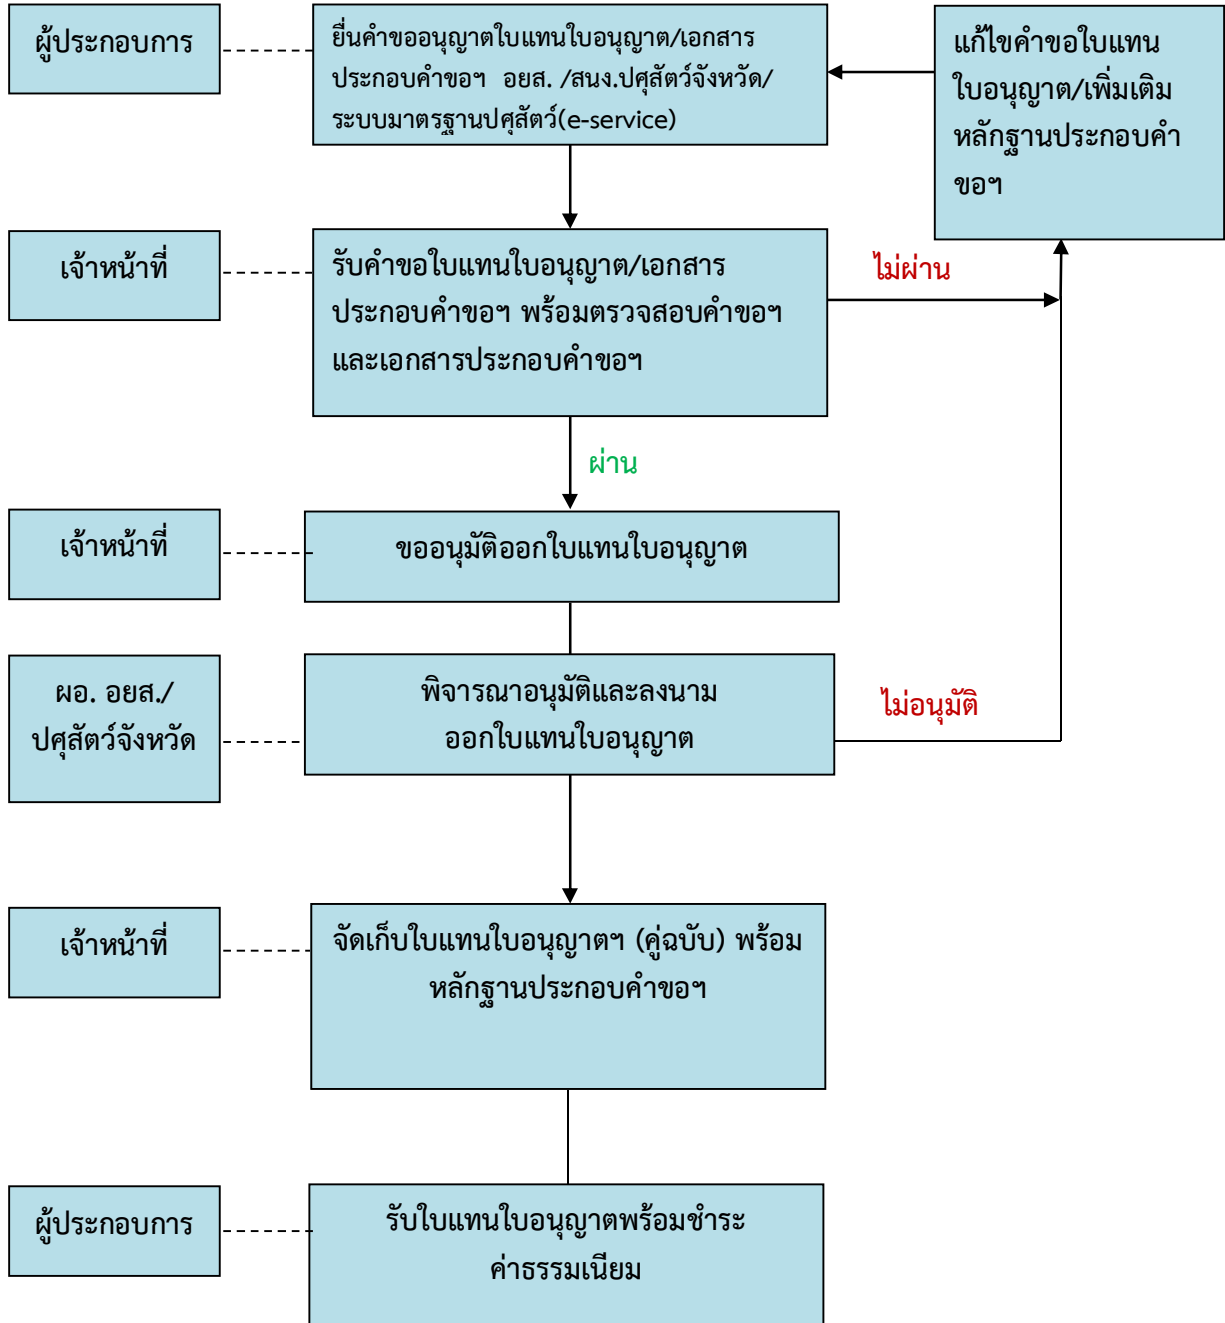 ผู้ประกอบการ
ยื่นคำขออนุญาตใบแทนใบอนุญาต/เอกสาร
ประกอบคำขอฯ อยส. /สนง.ปศุสัตว์จังหวัด/
ระบบมาตรฐานปศุสัตว์(e-service)
แก้ไขคำขอใบแทน
ใบอนุญาต/เพิ่มเติม
หลักฐานประกอบคำ
ขอฯ
เจ้าหน้าที่
รับคำขอใบแทนใบอนุญาต/เอกสาร
ประกอบคำขอฯ พร้อมตรวจสอบคำขอฯ
และเอกสารประกอบคำขอฯ
ไม่ผ่าน
ผ่าน
เจ้าหน้าที่
ขออนุมัติออกใบแทนใบอนุญาต
ผอ. อยส./
ปศุสัตว์จังหวัด
พิจารณาอนุมัติและลงนาม
ออกใบแทนใบอนุญาต
ไม่อนุมัติ
เจ้าหน้าที่
จัดเก็บใบแทนใบอนุญาตฯ (คู่ฉบับ) พร้อม
หลักฐานประกอบคำขอฯ
ผู้ประกอบการ
รับใบแทนใบอนุญาตพร้อมชำระ
ค่าธรรมเนียม